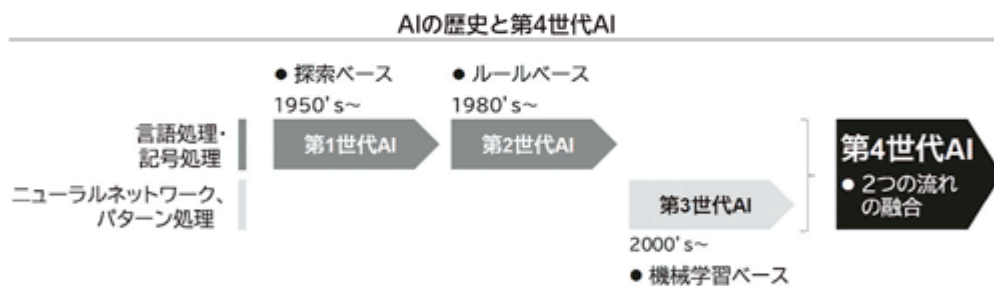 AIの歴史と第4世代AI
● 探索ベース
1950's~
● ルールベース
1980's~
言語処理・
記号処理
第1世代AI
第2世代AI
ニューラルネットワーク、
パターン処理
第3世代AI
2000's~
● 機械学習ベース
第4世代AI
● 2つの流れ
の融合